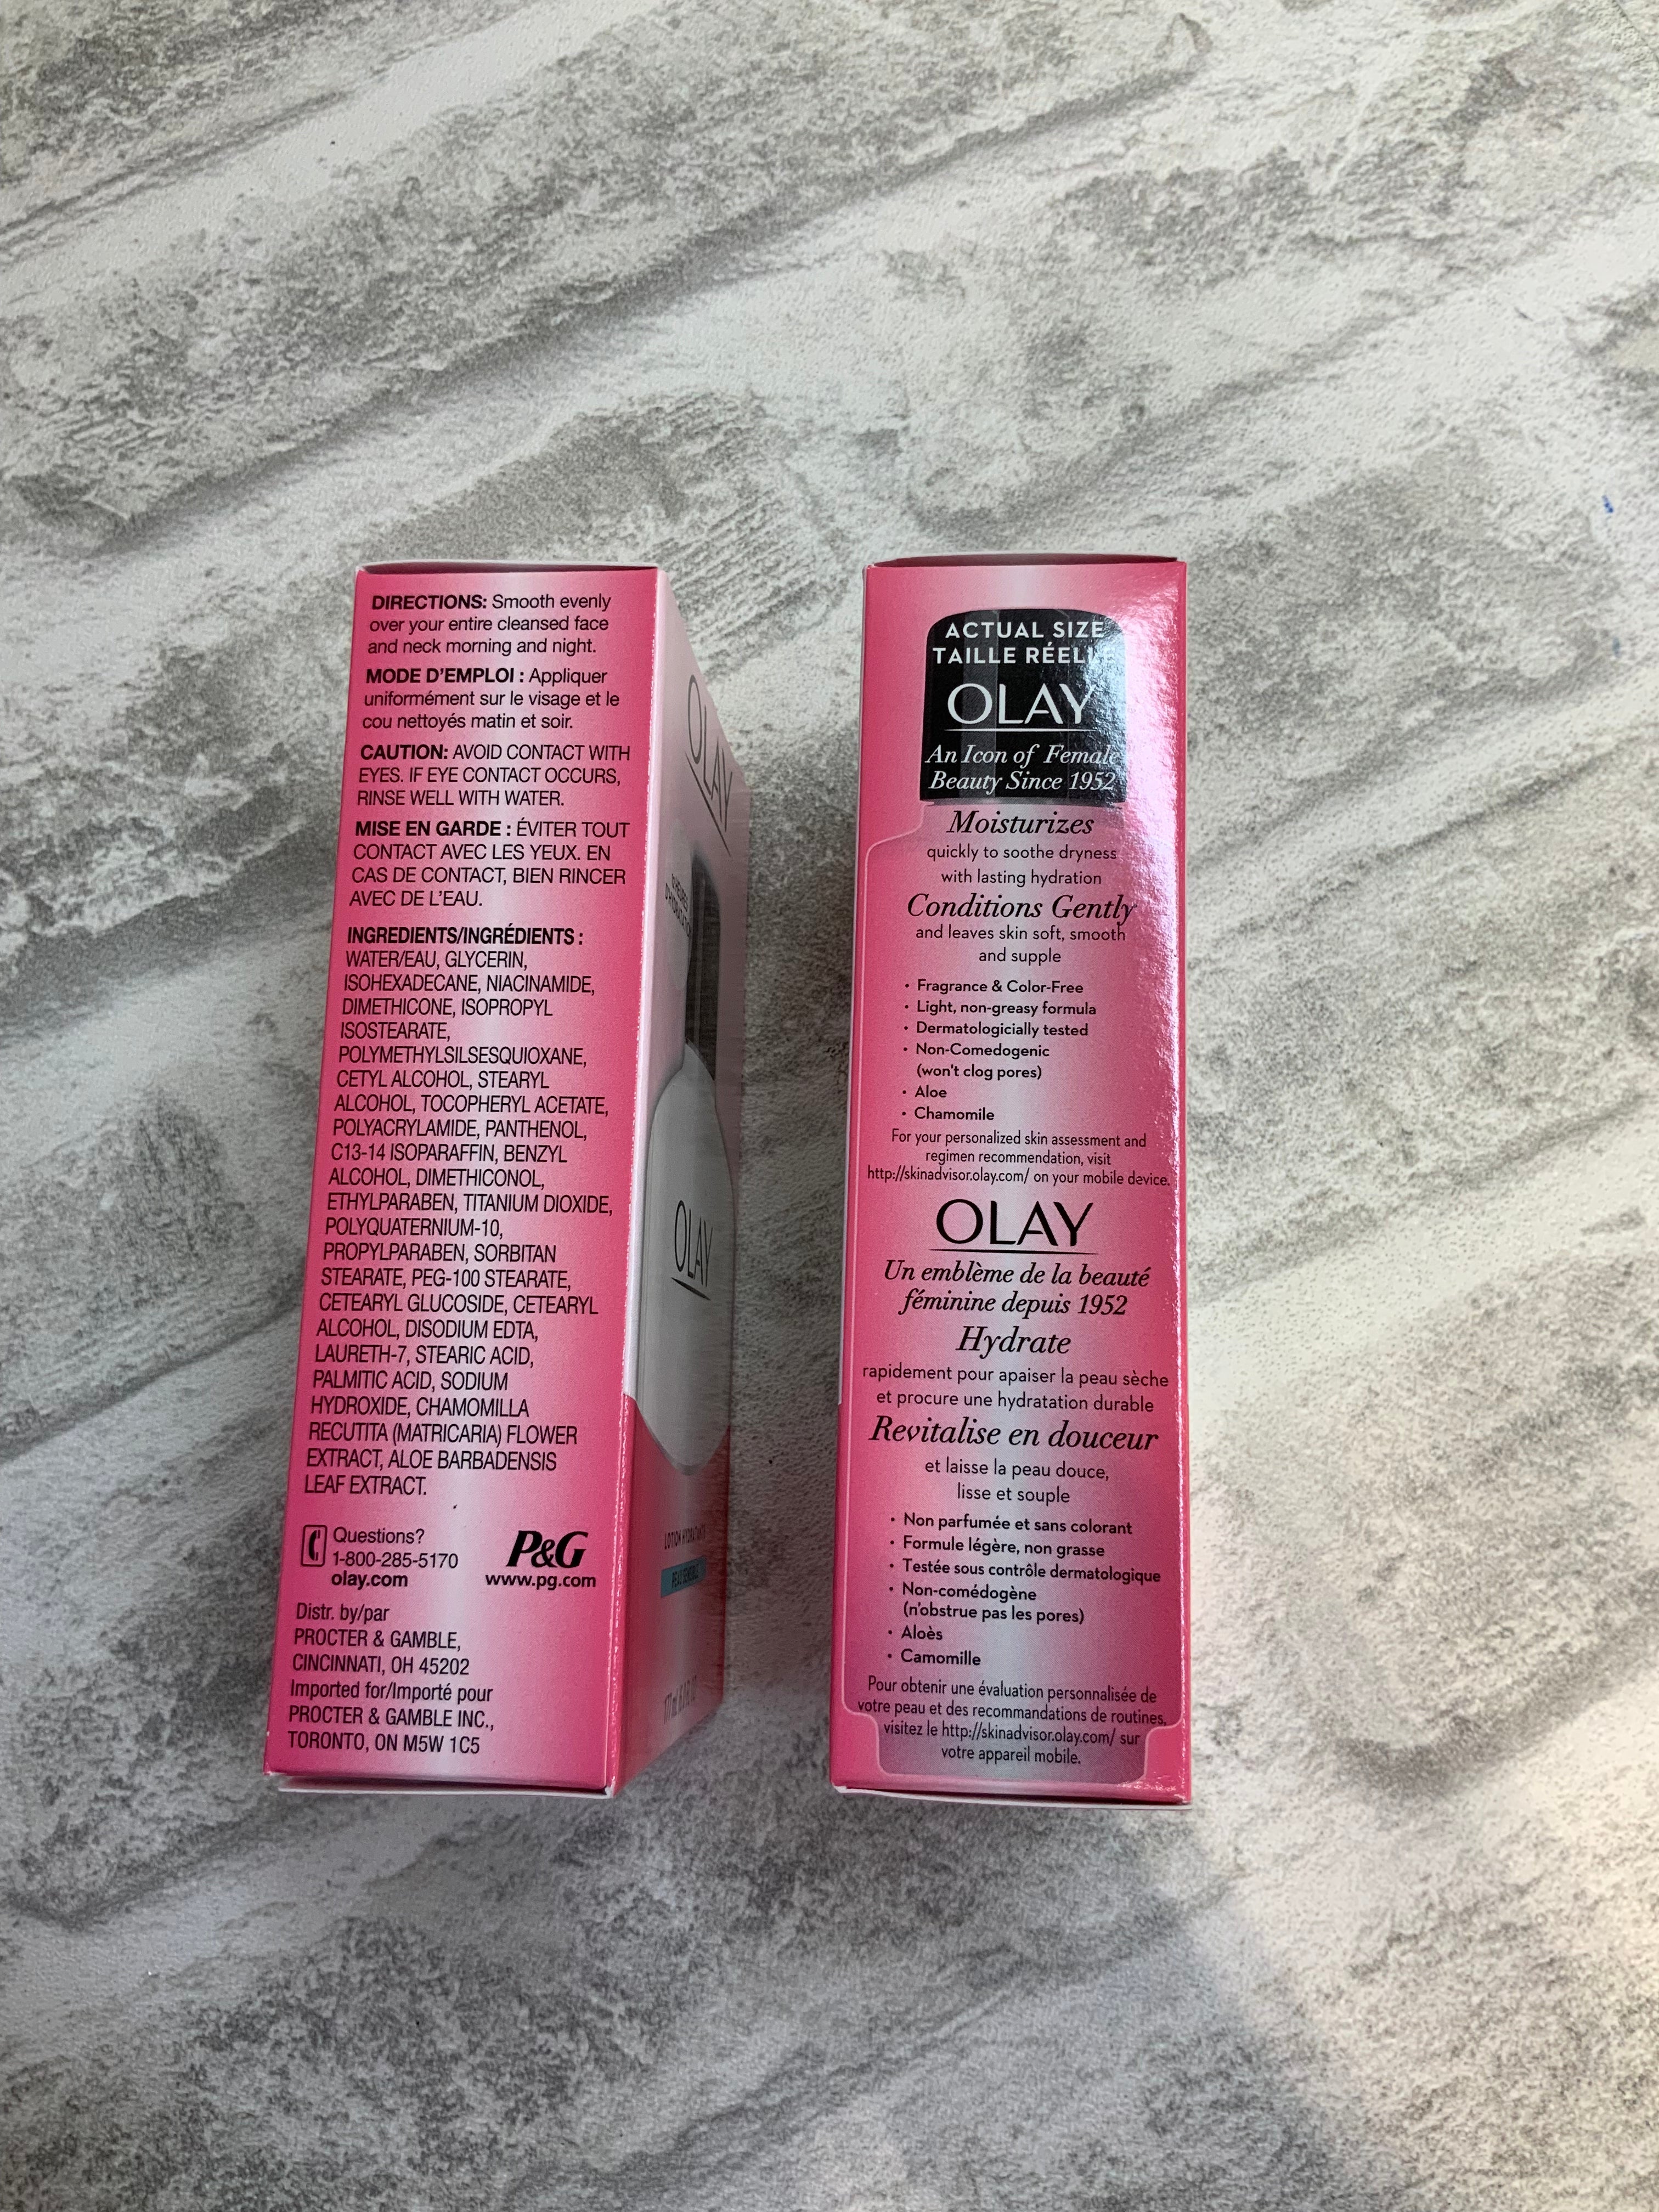 DIRECTIONS: Smooth evenly
over your entire cleansed face
and neck morning and night.
MODE D'EMPLOI : Appliquer
uniformément sur le visage et le
cou nettoyés matin et soir.
CAUTION: AVOID CONTACT WITH
EYES. IF EYE CONTACT OCCURS,
RINSE WELL WITH WATER.
MISE EN GARDE : ÉVITER TOUT
CONTACT AVEC LES YEUX. EN
CAS DE CONTACT, BIEN RINCER
AVEC DE L'EAU.
INGREDIENTS/INGRÉDIENTS :
WATER/EAU, GLYCERIN,
ISOHEXADECANE, NIACINAMIDE,
DIMETHICONE, ISOPROPYL
ISOSTEARATE,
POLYMETHYLSILSESQUIOXANE,
CETYL ALCOHOL, STEARYL
ALCOHOL, TOCOPHERYL ACETATE,
POLYACRYLAMIDE, PANTHENOL,
C13-14 ISOPARAFFIN, BENZYL
ALCOHOL, DIMETHICONOL,
ETHYLPARABEN, TITANIUM DIOXIDE,
POLYQUATERNIUM-10,
PROPYLPARABEN, SORBITAN
STEARATE, PEG-100 STEARATE,
CETEARYL GLUCOSIDE, CETEARYL
ALCOHOL, DISODIUM EDTA,
LAURETH-7, STEARIC ACID,
PALMITIC ACID, SODIUM
HYDROXIDE, CHAMOMILLA
RECUTITA (MATRICARIA) FLOWER
EXTRACT, ALOE BARBADENSIS
LEAF EXTRACT.
Questions?
1-800-285-5170
olay.com
P&G
www.pg.com
Distr. by/par
PROCTER & GAMBLE,
CINCINNATI, OH 45202
Imported for/Importé pour
PROCTER & GAMBLE INC.,
TORONTO, ON M5W 1C5
OLAY
OLAY
LOTION HYDRATANTE
PEAU SENSIBLE
ACTUAL SIZE
TAILLE RÉELLE
OLAY
An Icon of Female
Beauty Since 1952
Moisturizes
quickly to soothe dryness
with lasting hydration
Conditions Gently
and leaves skin soft, smooth
and supple
• Fragrance & Color-Free
• Light, non-greasy formula
• Dermatologicially tested
• Non-Comedogenic
(won't clog pores)
• Aloe
• Chamomile
For your personalized skin assessment and
regimen recommendation, visit
http://skinadvisor.olay.com/ on your mobile device.
OLAY
Un emblème de la beauté
féminine depuis 1952
Hydrate
rapidement pour apaiser la peau sèche
et procure une hydratation durable
Revitalise en douceur
et laisse la peau douce,
lisse et souple
• Non parfumée et sans colorant
• Formule légère, non grasse
• Testée sous contrôle dermatologique
• Non-comédogène
(n'obstrue pas les pores)
• Aloès
• Camomille
Pour obtenir une évaluation personnalisée de
votre peau et des recommandations de routines,
visitez le http://skinadvisor.olay.com/ sur
votre appareil mobile.